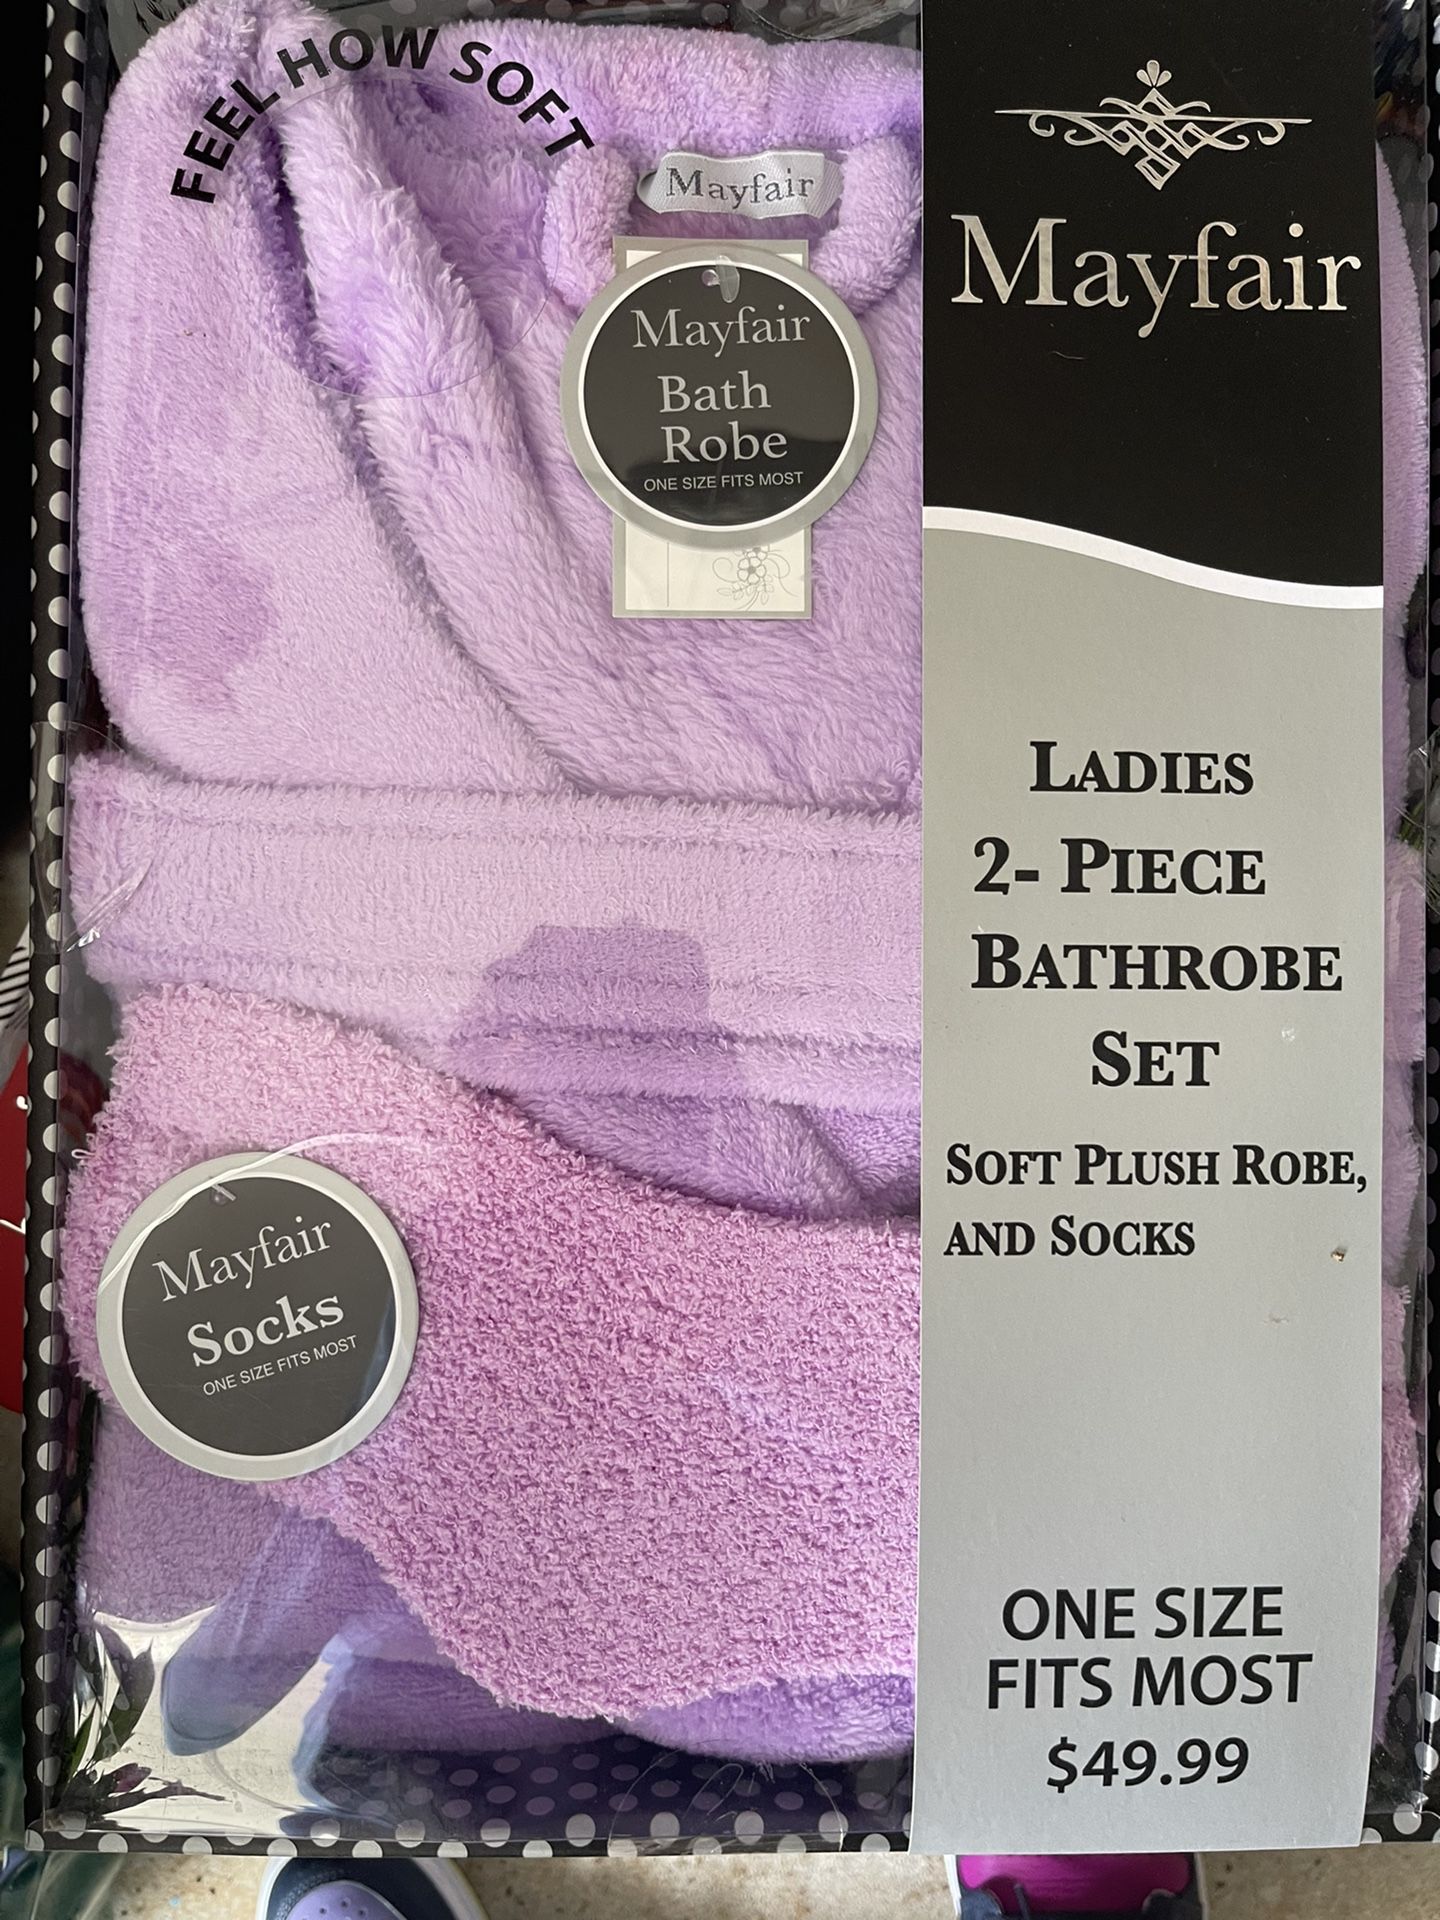 FEEL HOW SOFT
Mayfair
Mayfair
Bath
Robe
ONE SIZE FITS MOST
Mayfair
Socks
ONE SIZE FITS MOST
Mayfair
LADIES
2- PIECE
BATHROBE
SET
SOFT PLUSH ROBE,
AND SOCKS
ONE SIZE
FITS MOST
$49.99